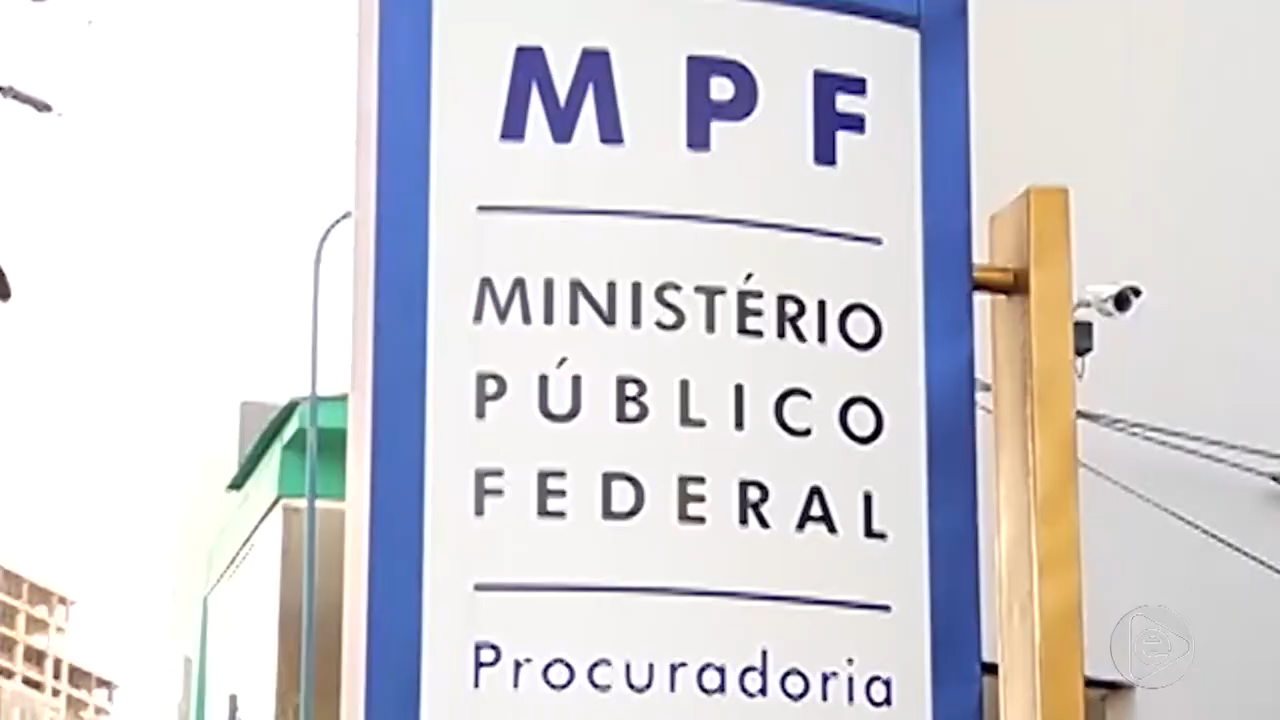 MPF
MINISTÉRIO
PÚBLICO
FEDERAL
Procuradoria
e